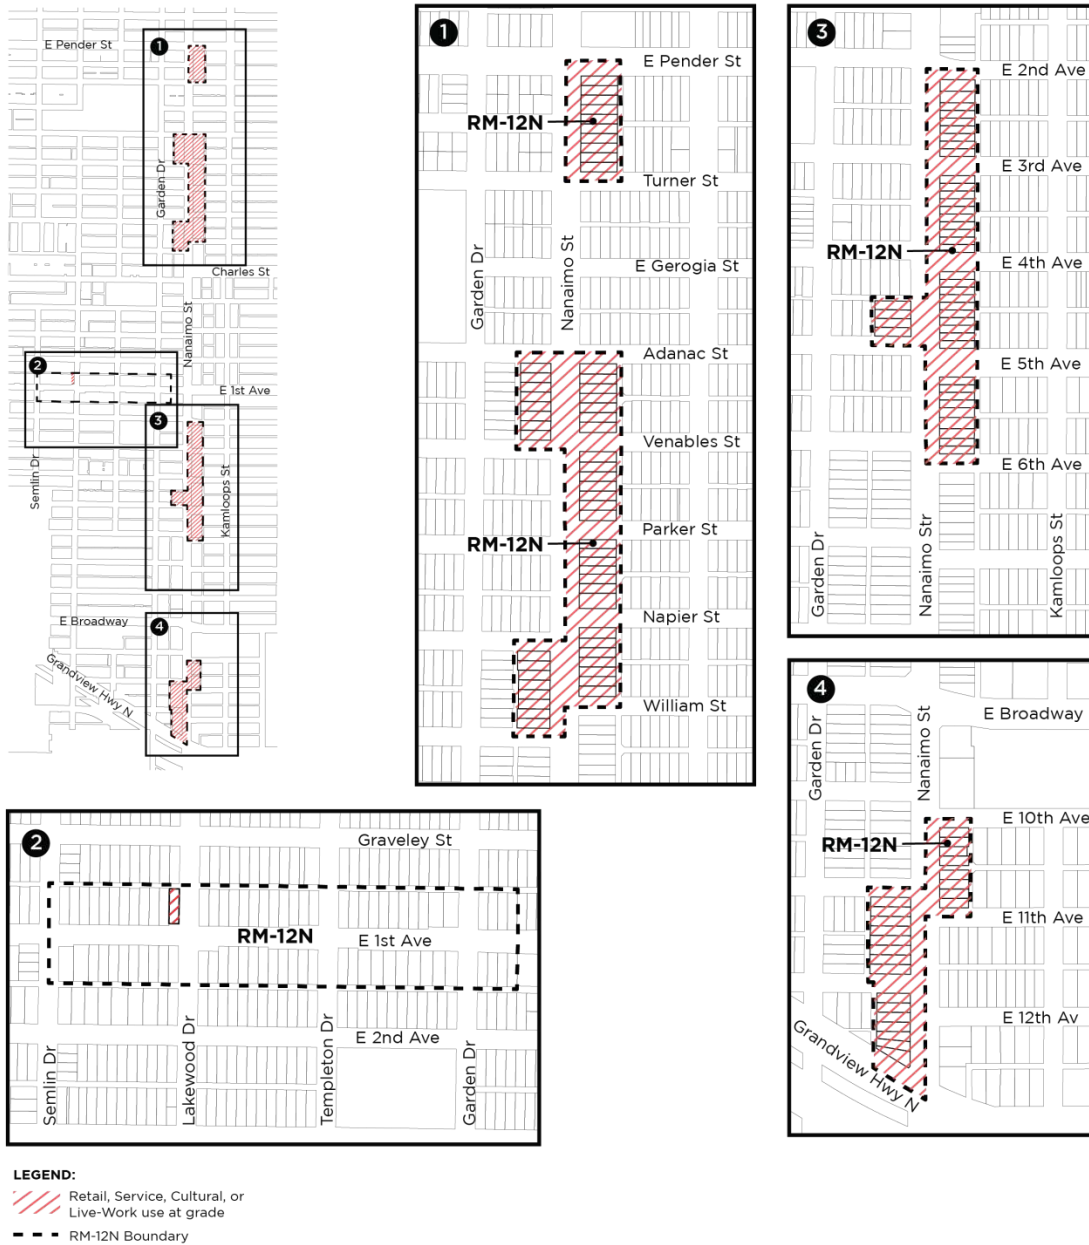 E Pender St
1
Garden Dr
Charles St
Nanaimo St
2
E 1st Ave
3
Semlin Dr
Kamloops St
E Broadway
4
Grandview Hwy N
1
E Pender St
RM-12N
Turner St
Garden Dr
Nanaimo St
E Gerogia St
Adanac St
Venables St
Parker St
RM-12N
Napier St
William St
3
E 2nd Ave
E 3rd Ave
RM-12N
E 4th Ave
E 5th Ave
E 6th Ave
Garden Dr
Nanaimo Str
Kamloops St
4
Garden Dr
Nanaimo St
E Broadway
E 10th Ave
RM-12N
E 11th Ave
E 12th Av
Grandview Hwy N
2
Graveley St
RM-12N
E 1st Ave
E 2nd Ave
Semlin Dr
Lakewood Dr
Templeton Dr
Garden Dr
LEGEND:
Retail, Service, Cultural, or
Live-Work use at grade
RM-12N Boundary